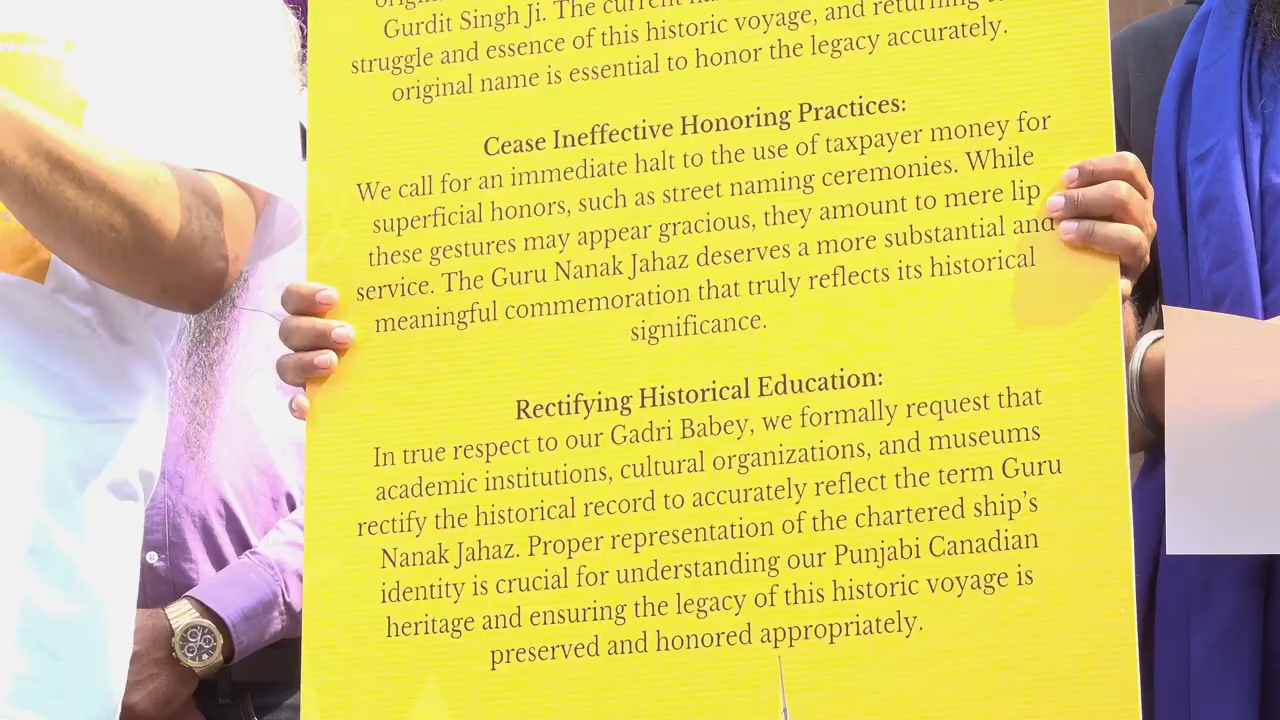 Gurdit Singh Ji. The current
struggle and essence of this historic voyage, and returning
original name is essential to honor the legacy accurately.
Cease Ineffective Honoring Practices:
We call for an immediate halt to the use of taxpayer money for
superficial honors, such as street naming ceremonies. While
these gestures may appear gracious, they amount to mere lip
service. The Guru Nanak Jahaz deserves a more substantial and
meaningful commemoration that truly reflects its historical
significance.
Rectifying Historical Education:
In true respect to our Gadri Babey, we formally request that
academic institutions, cultural organizations, and museums
rectify the historical record to accurately reflect the term Guru
Nanak Jahaz. Proper representation of the chartered ship's
identity is crucial for understanding our Punjabi Canadian
heritage and ensuring the legacy of this historic voyage is
preserved and honored appropriately.